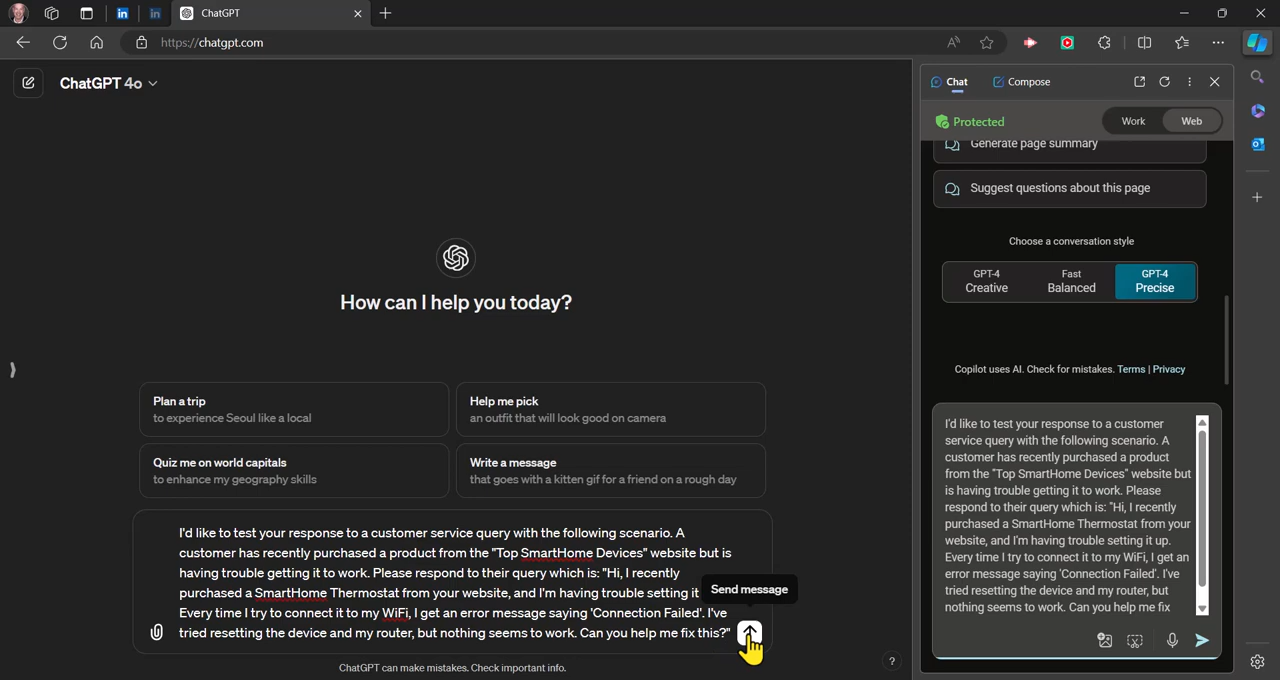 ChatGPT
https://chatgpt.com
ChatGPT 4o
How can I help you today?
Plan a trip
to experience Seoul like a local
Help me pick
an outfit that will look good on camera
Quiz me on world capitals
to enhance my geography skills
Write a message
that goes with a kitten gif for a friend on a rough day
I'd like to test your response to a customer service query with the following scenario. A
customer has recently purchased a product from the "Top SmartHome Devices" website but is
having trouble getting it to work. Please respond to their query which is: "Hi, I recently
purchased a SmartHome Thermostat from your website, and I'm having trouble setting it
Every time I try to connect it to my WiFi, I get an error message saying 'Connection Failed'. I've
tried resetting the device and my router, but nothing seems to work. Can you help me fix this?"
Send message
ChatGPT can make mistakes. Check important info.
?
Chat
Compose
Protected
Work
Web
Generate page summary
Suggest questions about this page
Choose a conversation style
GPT-4
Creative
Fast
Balanced
GPT-4
Precise
Copilot uses AI. Check for mistakes. Terms | Privacy
I'd like to test your response to a customer
service query with the following scenario. A
customer has recently purchased a product
from the "Top SmartHome Devices" website but
is having trouble getting it to work. Please
respond to their query which is: "Hi, I recently
purchased a SmartHome Thermostat from your
website, and I'm having trouble setting it up.
Every time I try to connect it to my WiFi, I get an
error message saying 'Connection Failed'. I've
tried resetting the device and my router, but
nothing seems to work. Can you help me fix